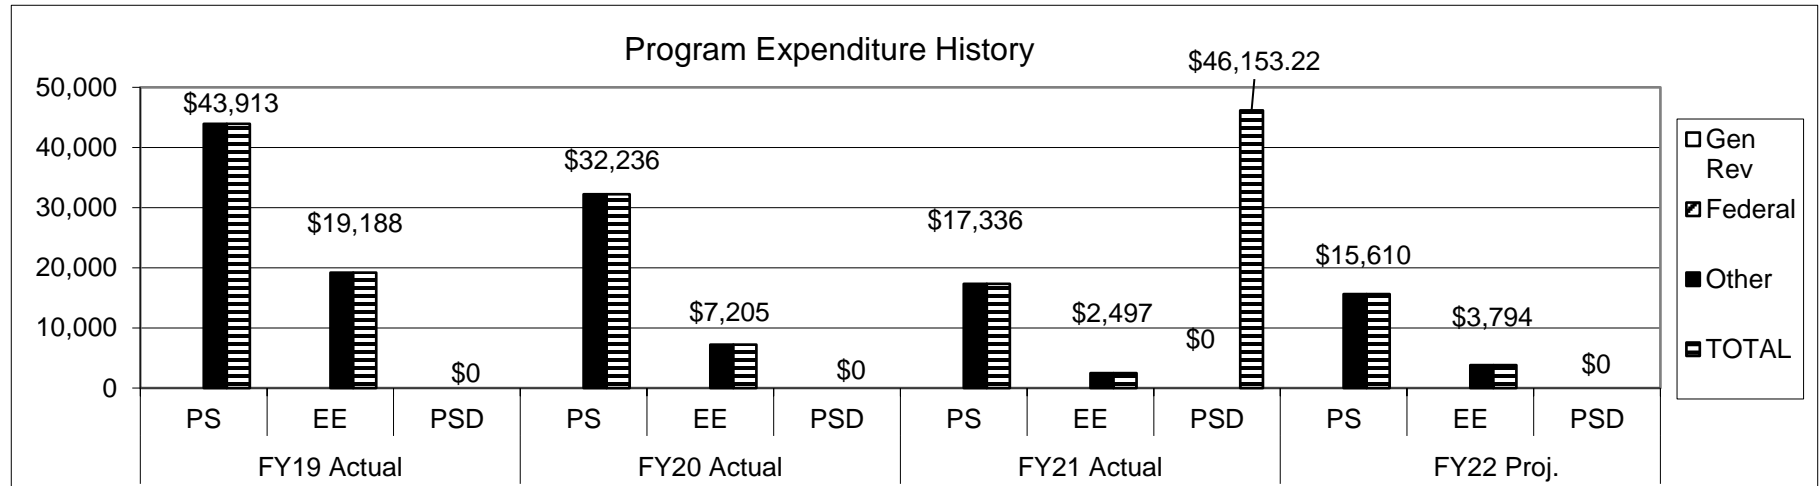 Program Expenditure History
$46,153.22
50,000
$43,913
40,000
$32,236
30,000
$19,188
$17,336
20,000
$15,610
10,000
$7,205
$2,497
$3,794
$0
$0
$0
$0
0
PS EE PSD PS EE PSD PS EE PSD PS EE PSD
FY19 Actual FY20 Actual FY21 Actual FY22 Proj.
Gen
Rev
Federal
Other
TOTAL